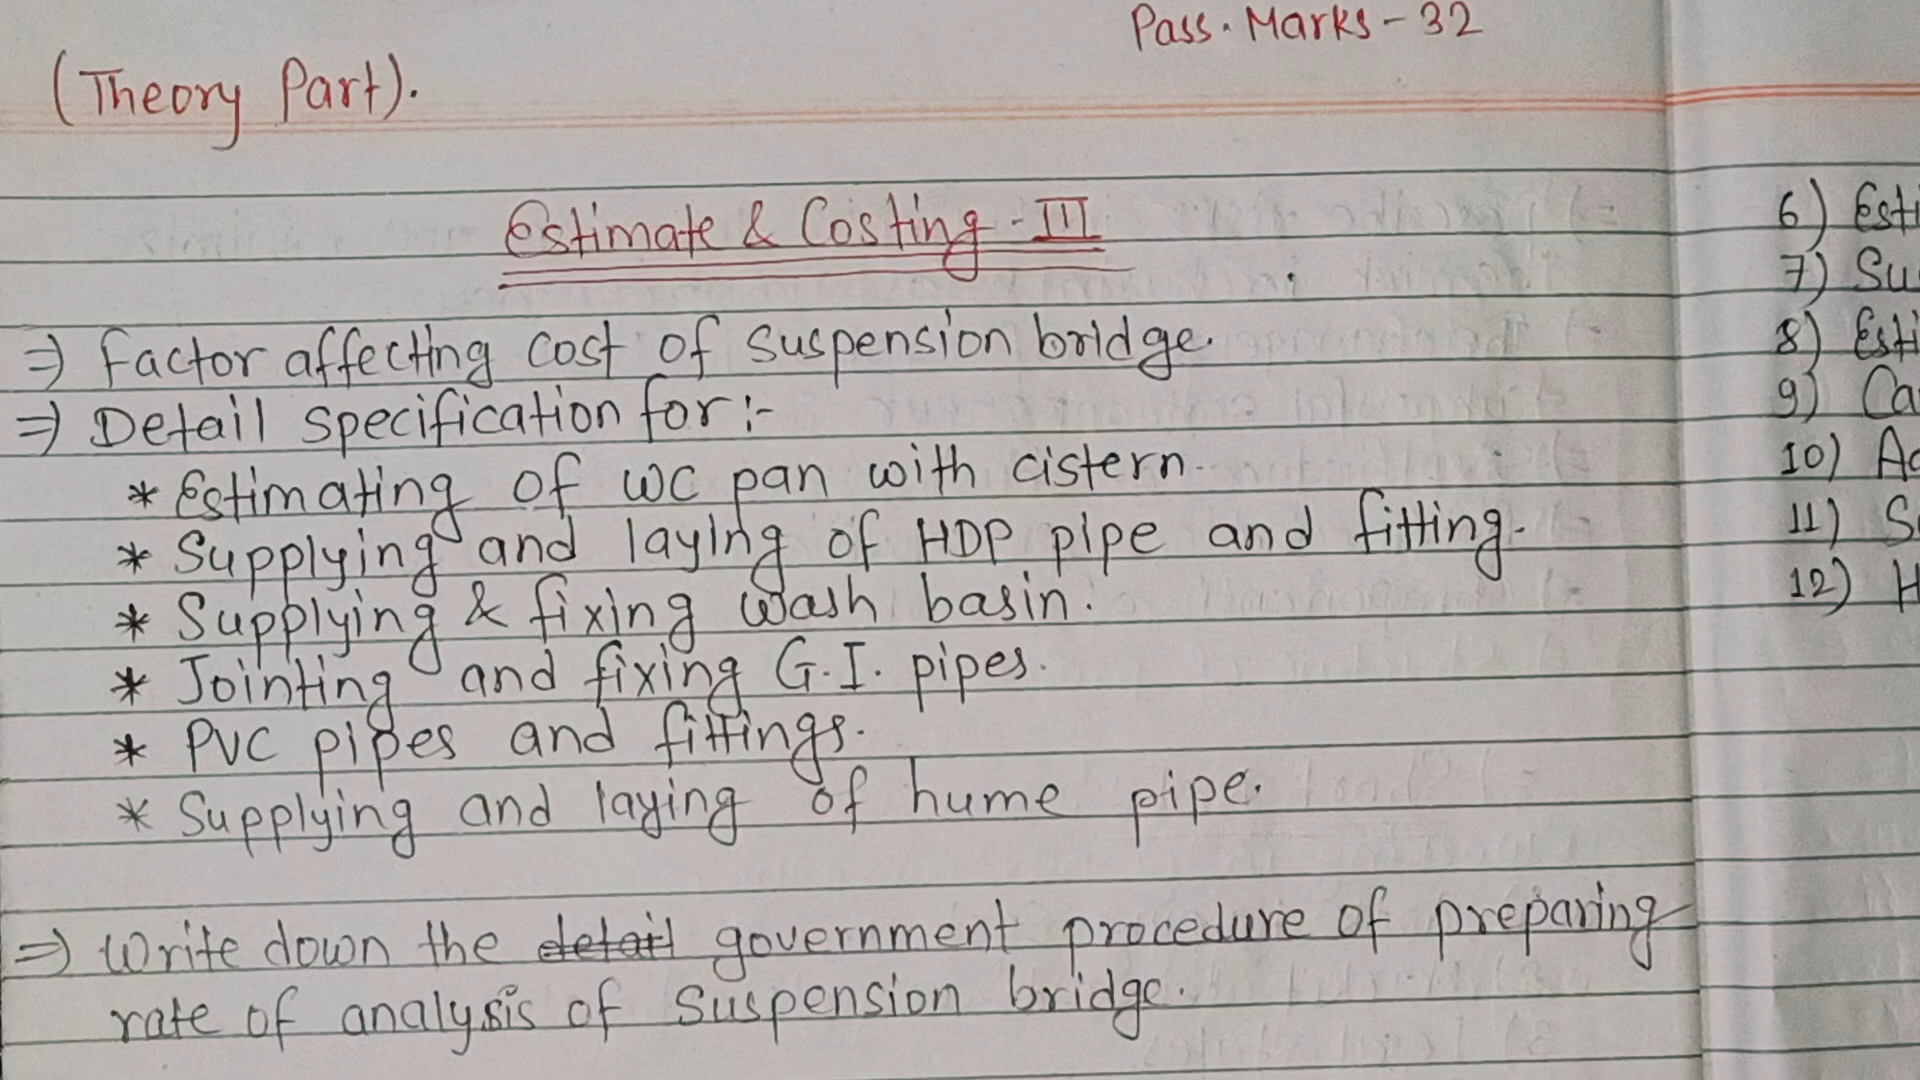 Pass. Marks - 32
(Theory Part).
Estimate & Costing - III
⇒ Factor affecting cost of suspension bridge.
⇒ Detail specification for :-
* Estimating of WC pan with cistern.
* Supplying and laying of HDP pipe and fitting.
* Supplying & fixing wash basin.
* Jointing and fixing G.I. pipes.
* PVC pipes and fittings.
* Supplying and laying of hume pipe.
⇒ Write down the detail government procedure of preparing
rate of analysis of suspension bridge.
6) Esti
7) Su
8) Esti
9) Ca
10)
11) S
12) H